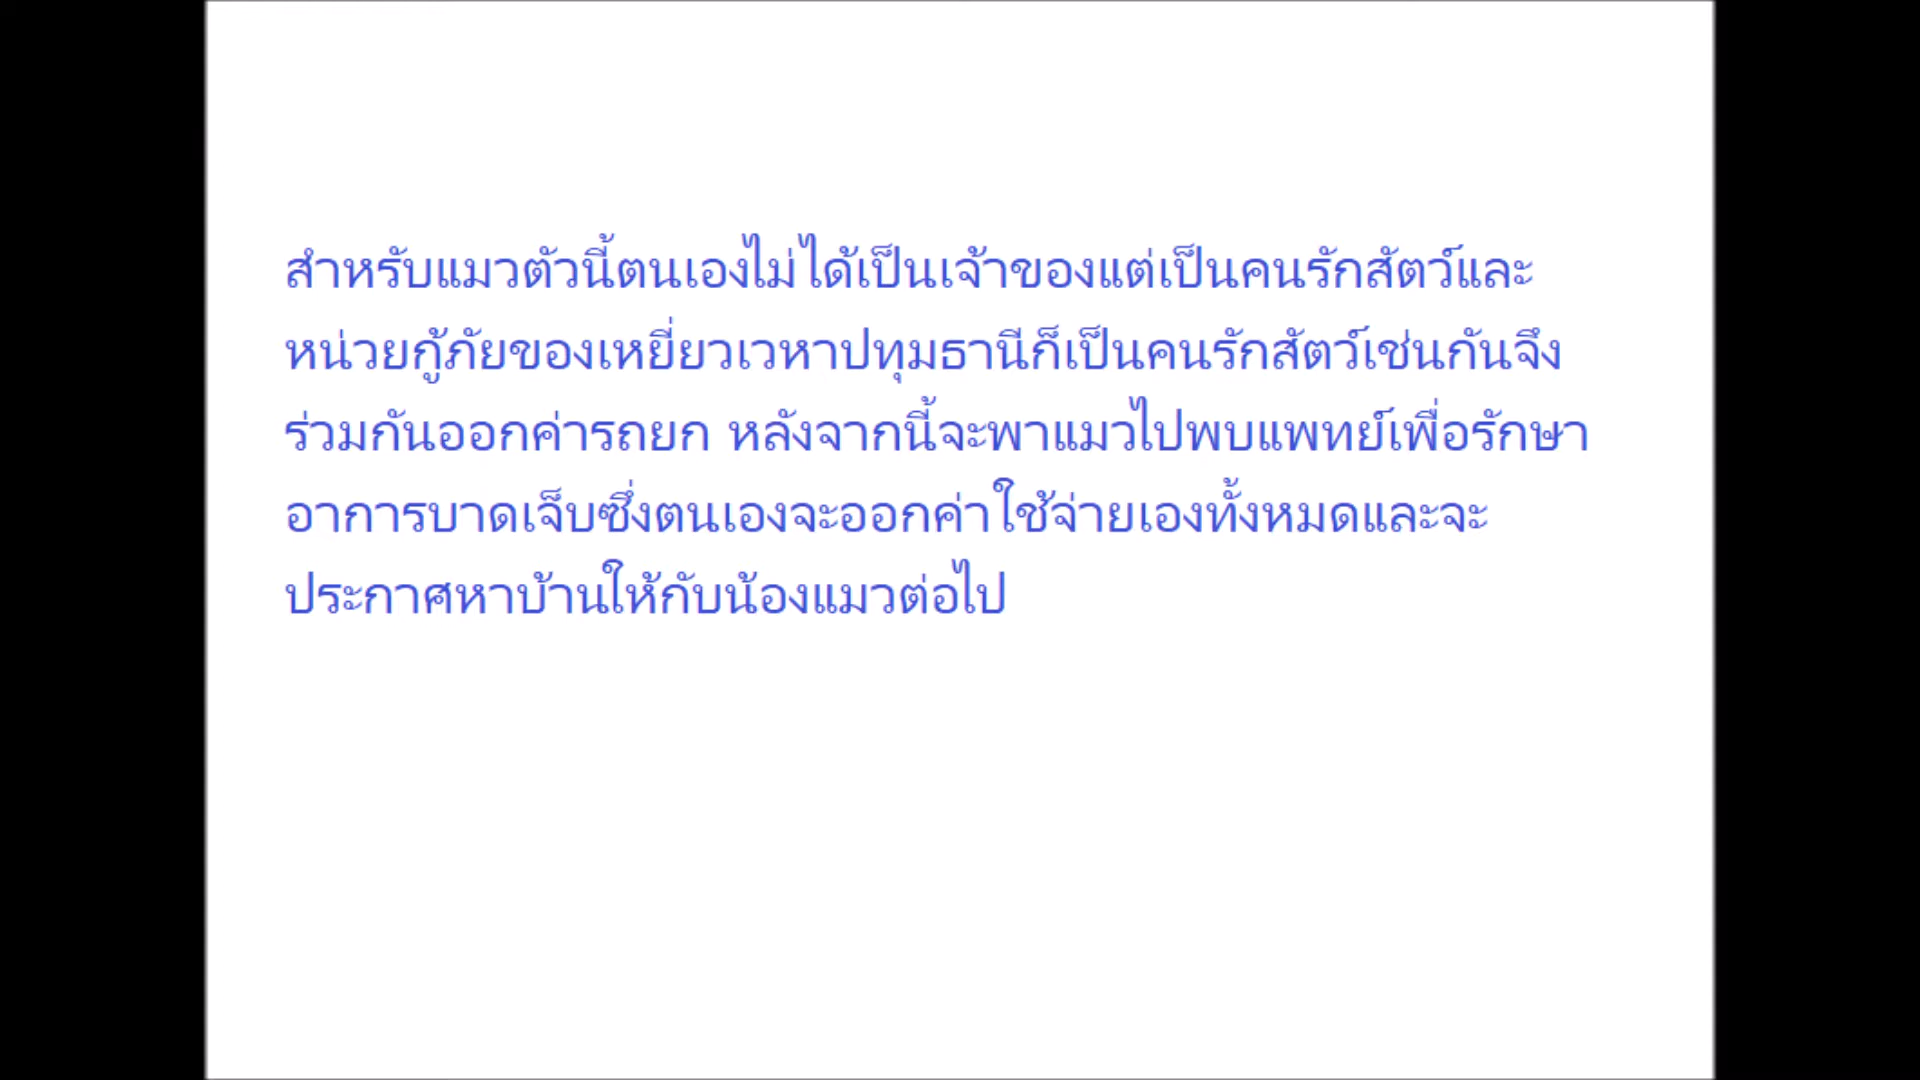 สำหรับแมวตัวนี้ตนเองไม่ได้เป็นเจ้าของแต่เป็นคนรักสัตว์และ
หน่วยกู้ภัยของเหยี่ยวเวหาปทุมธานีก็เป็นคนรักสัตว์เช่นกันจึง
ร่วมกันออกค่ารถยก หลังจากนี้จะพาแมวไปพบแพทย์เพื่อรักษา
อาการบาดเจ็บซึ่งตนเองจะออกค่าใช้จ่ายเองทั้งหมดและจะ
ประกาศหาบ้านให้กับน้องแมวต่อไป